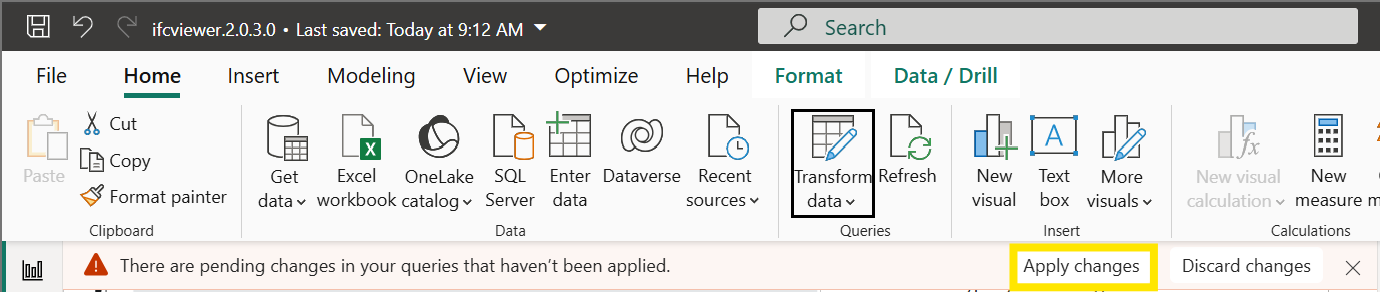 ifcviewer.2.0.3.0 • Last saved: Today at 9:12 AM
Search
File Home Insert Modeling View Optimize Help Format Data / Drill
Paste
Cut
Copy
Format painter
Clipboard
Get
data
Excel
workbook
OneLake
catalog
SQL
Server
Enter
data
Dataverse
Recent
sources
Data
Transform
data
Refresh
Queries
New
visual
Text
box
More
visuals
Insert
New visual
calculation
New
measure
Calculations
There are pending changes in your queries that haven't been applied.
Apply changes
Discard changes